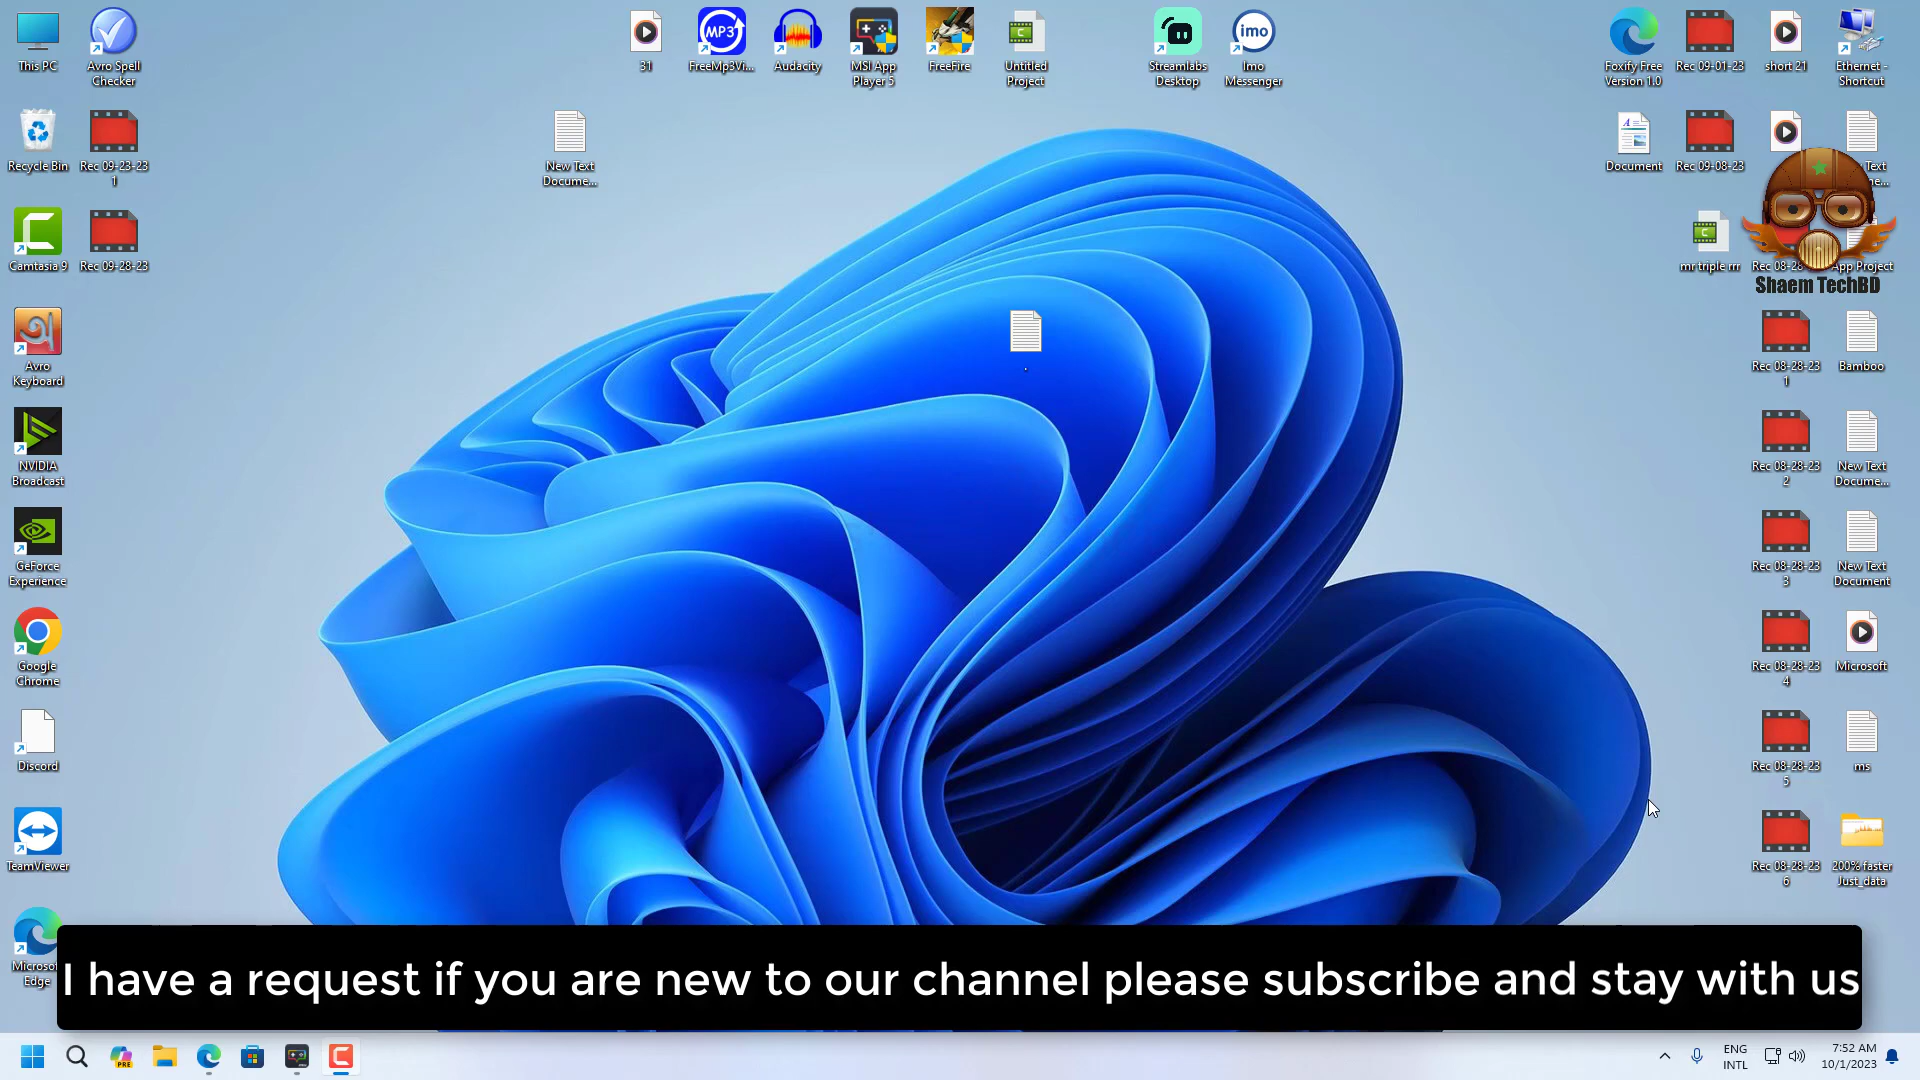 This PC
Avro Spell
Checker
31
FreeMp3Vi...
Audacity
MSI App
Player 5
FreeFire
Untitled
Project
Streamlabs
Desktop
Imo
Messenger
Foxify Free
Version 1.0
Rec 09-01-23
short 21
Ethernet -
Shortcut
MP3
imo
Recycle Bin
Rec 09-23-23
1
New Text
Docume...
Document
Rec 09-08-23
Text
Camtasia 9
Rec 09-28-23
mr triple rrr
Rec 08-28-
App Project
Shaem TechBD
অ
Avro
Keyboard
.
Rec 08-28-23
1
Bamboo
NVIDIA
Broadcast
Rec 08-28-23
2
New Text
Docume...
GeForce
Experience
Rec 08-28-23
3
New Text
Document
Google
Chrome
Rec 08-28-23
4
Microsoft
Discord
Rec 08-28-23
5
ms
TeamViewer
Rec 08-28-23
6
200% faster
Just_data
Edge
I have a request if you are new to our channel please subscribe and stay with us
PRE
ENG
INTL
7:52 AM
10/1/2023